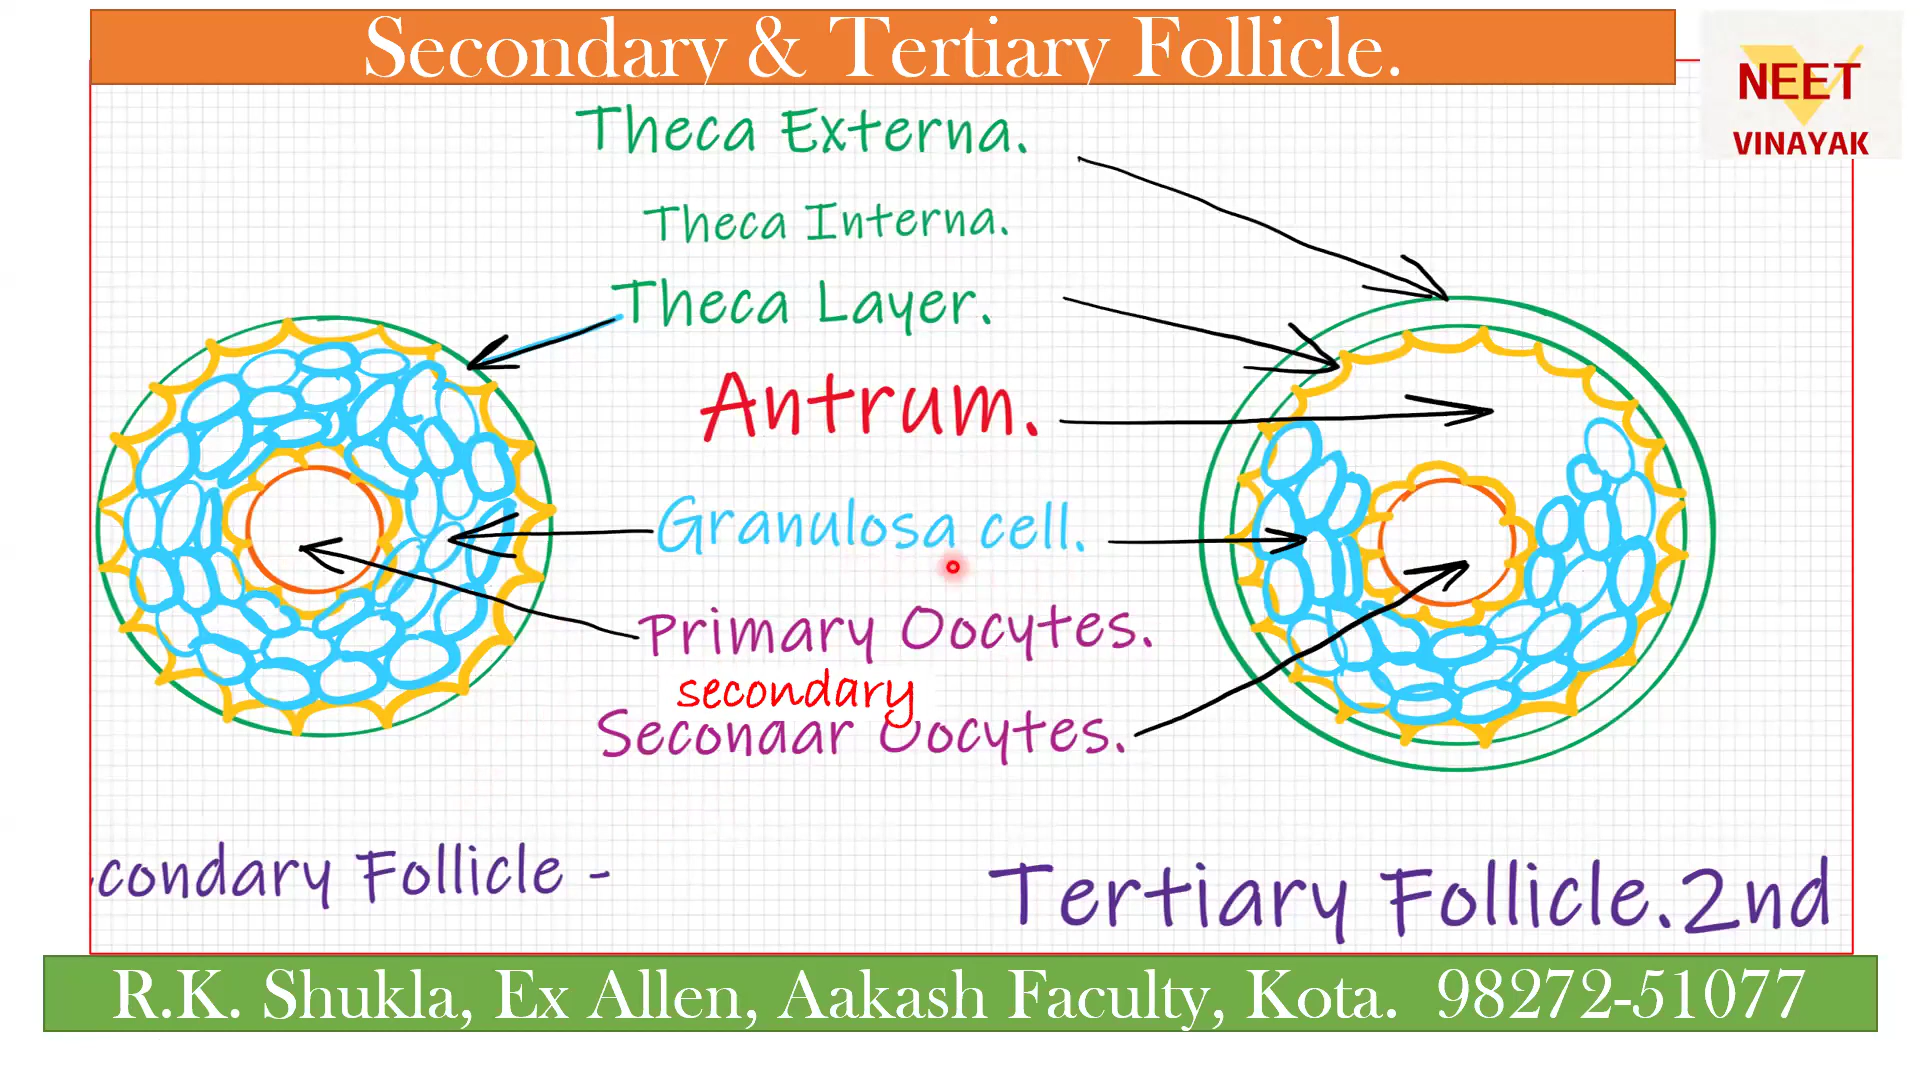 Secondary & Tertiary Follicle.
NEET
VINAYAK
Theca Externa.
Theca Interna.
Theca Layer.
Antrum.
Granulosa cell.
Primary Oocytes.
secondary
Secondar Oocytes.
condary Follicle -
Tertiary Follicle.2nd
R.K. Shukla, Ex Allen, Aakash Faculty, Kota. 98272-51077